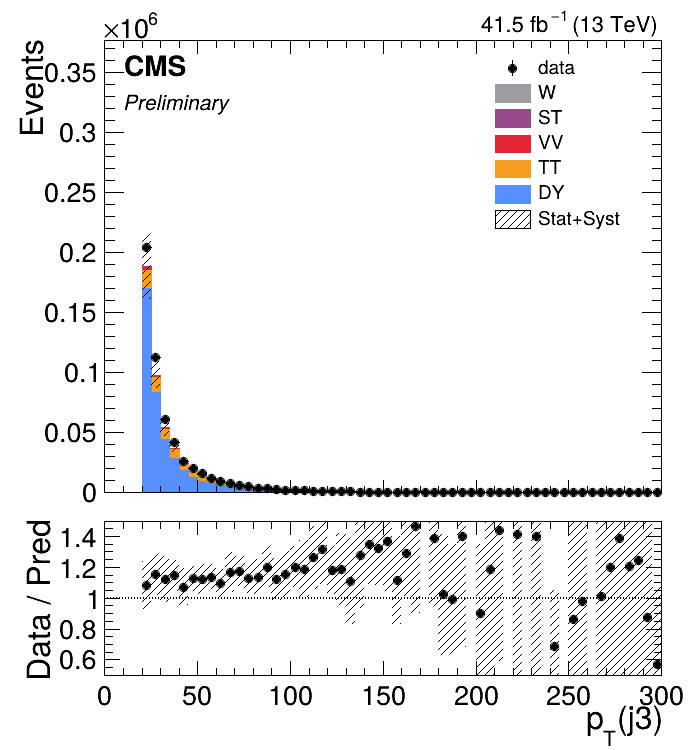 ×10⁶
41.5 fb⁻¹ (13 TeV)
CMS
Preliminary
data
W
ST
VV
TT
DY
Stat+Syst
Events
0.35
0.3
0.25
0.2
0.15
0.1
0.05
0
Data / Pred
1.4
1.2
1
0.8
0.6
0 50 100 150 200 250 300
p_T(j3)